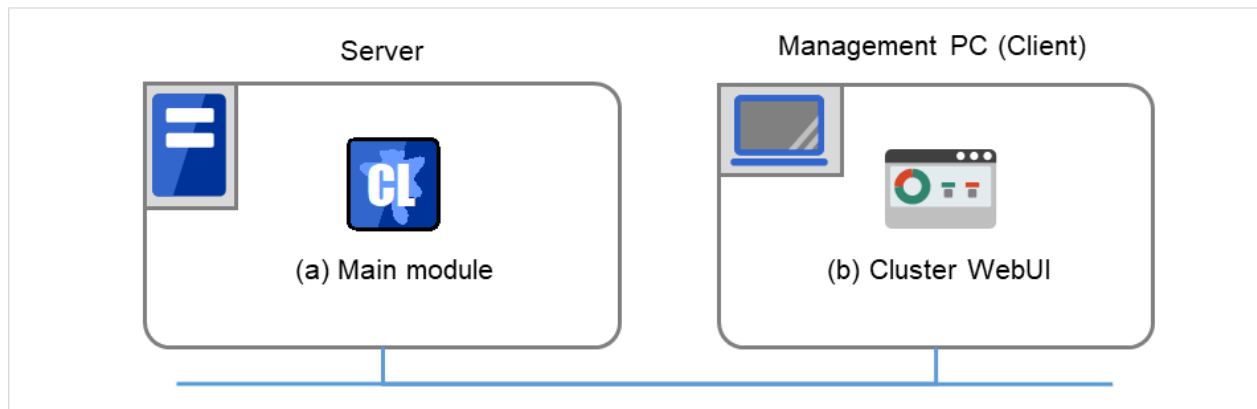 Server
Management PC (Client)
CL
(a) Main module
(b) Cluster WebUI